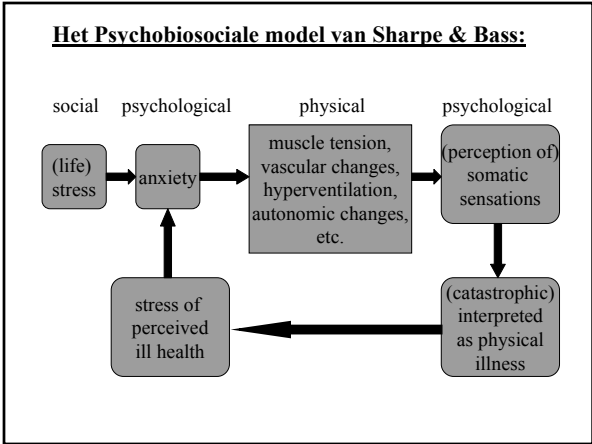 Het Psychobiosociale model van Sharpe & Bass:
social
psychological
physical
psychological
(life)
stress
anxiety
muscle tension,
vascular changes,
hyperventilation,
autonomic changes,
etc.
(perception of)
somatic
sensations
(catastrophic)
interpreted
as physical
illness
stress of
perceived
ill health